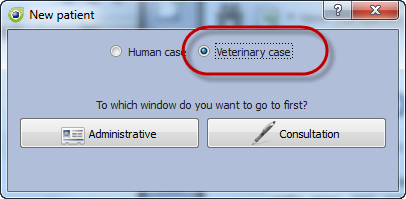 New patient
Human case Veterinary case
To which window do you want to go to first?
Administrative Consultation